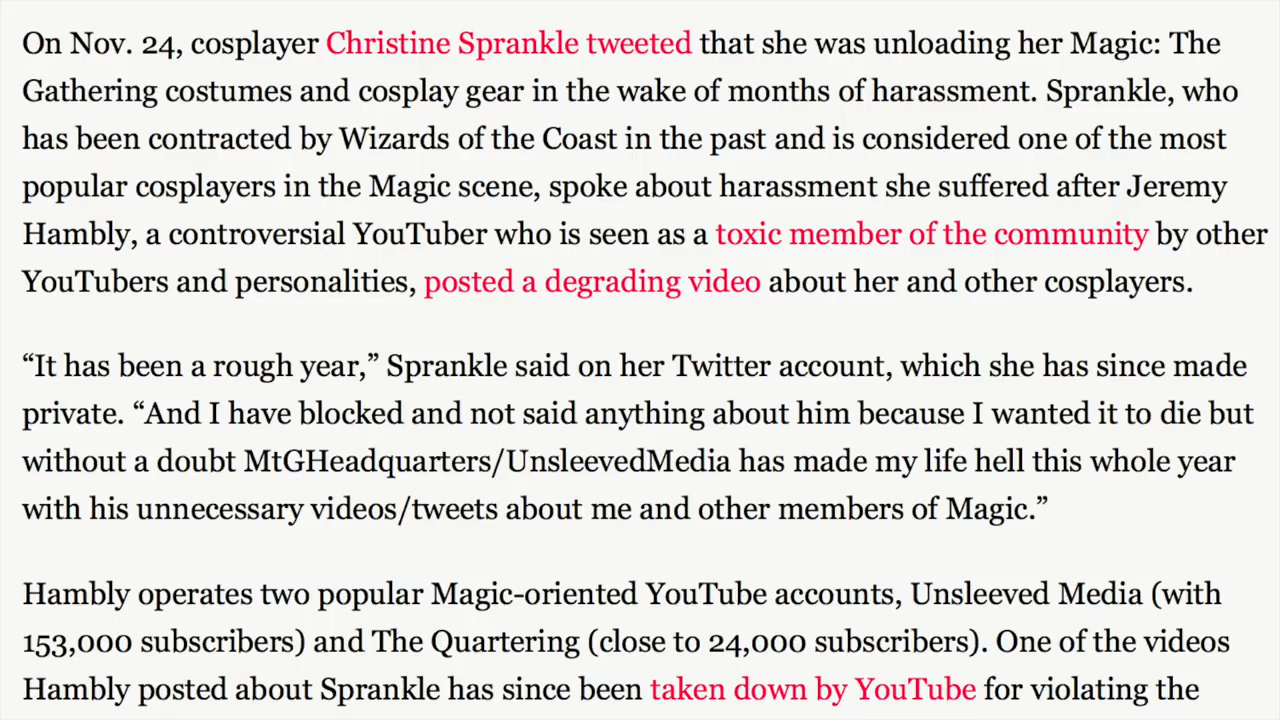 On Nov. 24, cosplayer Christine Sprankle tweeted that she was unloading her Magic: The
Gathering costumes and cosplay gear in the wake of months of harassment. Sprankle, who
has been contracted by Wizards of the Coast in the past and is considered one of the most
popular cosplayers in the Magic scene, spoke about harassment she suffered after Jeremy
Hambly, a controversial YouTuber who is seen as a toxic member of the community by other
YouTubers and personalities, posted a degrading video about her and other cosplayers.
“It has been a rough year,” Sprankle said on her Twitter account, which she has since made
private. “And I have blocked and not said anything about him because I wanted it to die but
without a doubt MtGHeadquarters/UnsleevedMedia has made my life hell this whole year
with his unnecessary videos/tweets about me and other members of Magic.”
Hambly operates two popular Magic-oriented YouTube accounts, Unsleeved Media (with
153,000 subscribers) and The Quartering (close to 24,000 subscribers). One of the videos
Hambly posted about Sprankle has since been taken down by YouTube for violating the